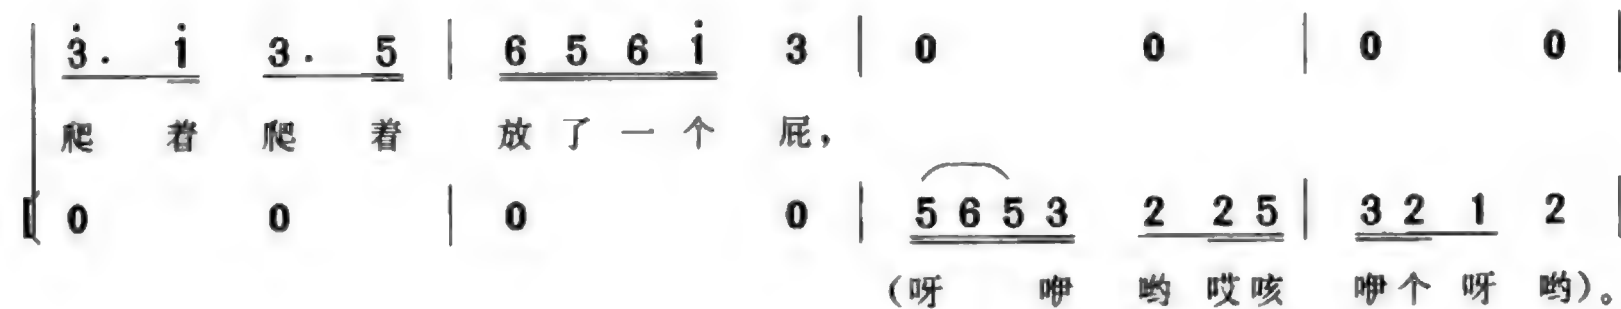 3. i 3. 5 | 6 5 6 i 3 | 0 0 | 0 0 |
爬 着 爬 着 放 了 一 个 屁，
0 0 | 0 0 | 5 6 5 3 2 2 5 | 3 2 1 2 |
(呀 咿 哟 哎 咳 咿 个 呀 哟)。